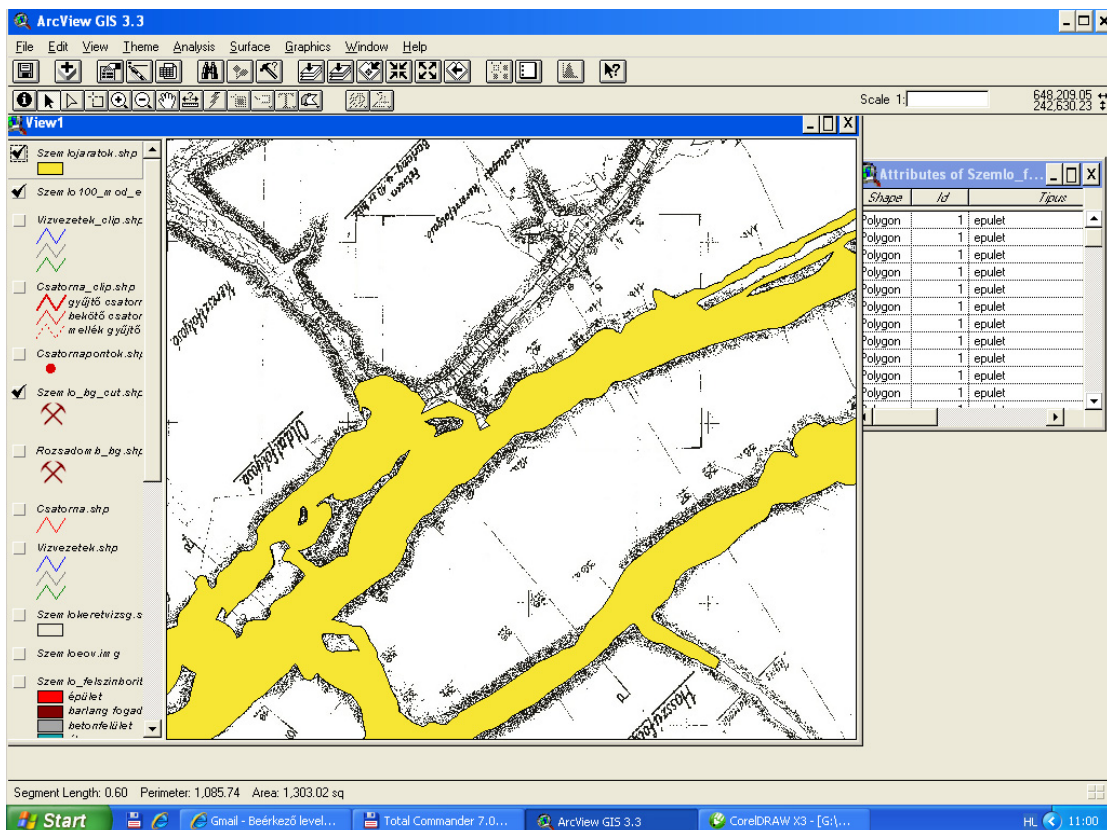 ArcView GIS 3.3
File Edit View Theme Analysis Surface Graphics Window Help
Scale 1:
648,209.05
242,630.23
View1
Szemlojaratok.shp
Szemlo100_mod_e
Vizvezetek_clip.shp
Csatorna_clip.shp
gyűjtő csatorr
bekötő csator
mellék gyűjtő
Csatornapontok.shp
Szemlo_bg_cut.shp
Rozsadomb_bg.shp
Csatorna.shp
Vizvezetek.shp
Szemlokeretvizsg.s
Szemloeov.img
Szemlo_felszinborit
épület
barlang fogad
betonfelület
Keresztfolyosó
Óriásfolyosó
Attributes of Szemlo_f...
Shape Id Tipus
Polygon 1 epulet
Polygon 1 epulet
Polygon 1 epulet
Polygon 1 epulet
Polygon 1 epulet
Polygon 1 epulet
Polygon 1 epulet
Polygon 1 epulet
Polygon 1 epulet
Polygon 1 epulet
Polygon 1 epulet
Segment Length: 0.60 Perimeter: 1,085.74 Area: 1,303.02 sq
Start Gmail - Beérkező level... Total Commander 7.0... ArcView GIS 3.3 CorelDRAW X3 - [G:\... HL 11:00